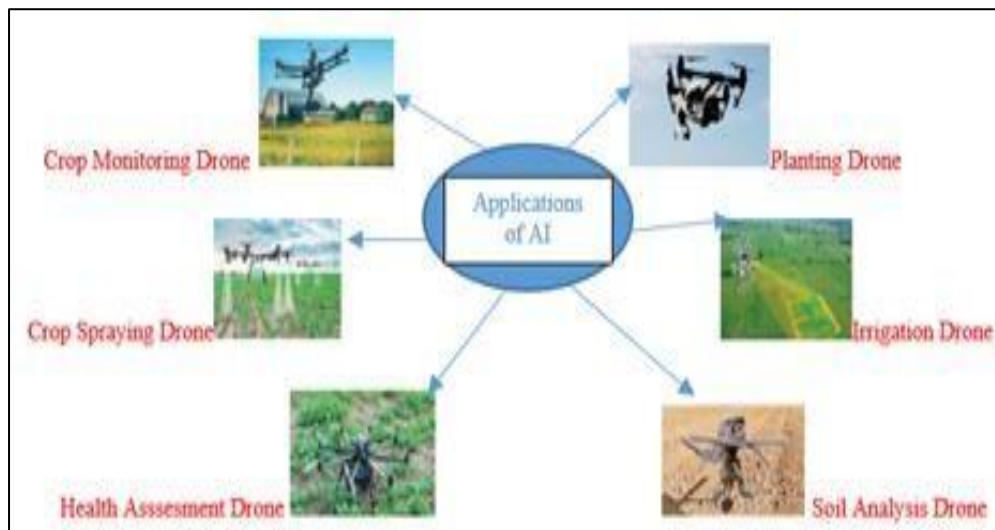 Crop Monitoring Drone
Planting Drone
Applications
of AI
Crop Spraying Drone
Irrigation Drone
Health Asssesment Drone
Soil Analysis Drone